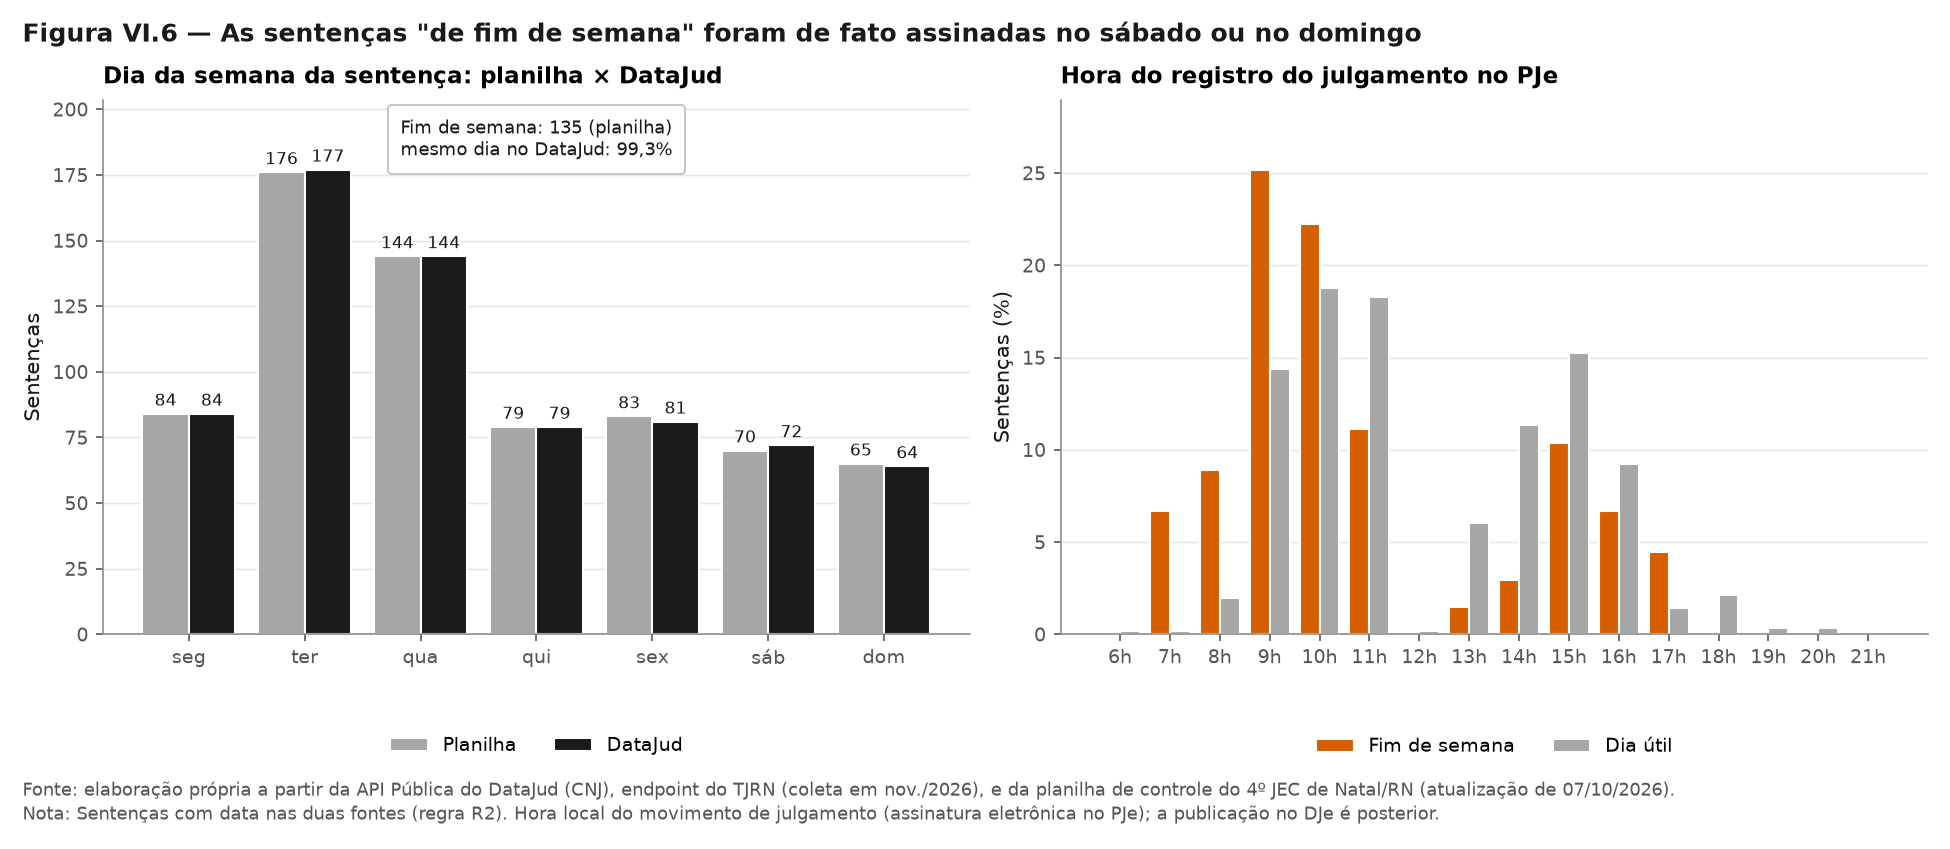 Figura VI.6 — As sentenças "de fim de semana" foram de fato assinadas no sábado ou no domingo
Dia da semana da sentença: planilha × DataJud
Fim de semana: 135 (planilha)
mesmo dia no DataJud: 99,3%
Sentenças
200
175
150
125
100
75
50
25
0
84 84
176 177
144 144
79 79
83 81
70 72
65 64
seg ter qua qui sex sáb dom
Planilha DataJud
Hora do registro do julgamento no PJe
Sentenças (%)
25
20
15
10
5
0
6h 7h 8h 9h 10h 11h 12h 13h 14h 15h 16h 17h 18h 19h 20h 21h
Fim de semana Dia útil
Fonte: elaboração própria a partir da API Pública do DataJud (CNJ), endpoint do TJRN (coleta em nov./2026), e da planilha de controle do 4º JEC de Natal/RN (atualização de 07/10/2026).
Nota: Sentenças com data nas duas fontes (regra R2). Hora local do movimento de julgamento (assinatura eletrônica no PJe); a publicação no DJe é posterior.